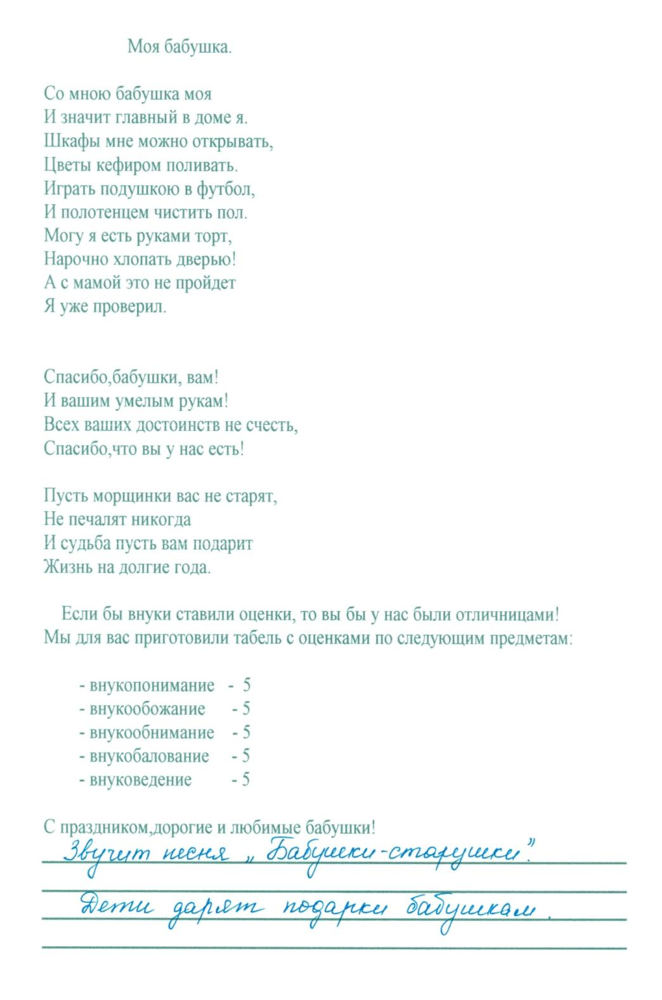 Моя бабушка.
Со мною бабушка моя
И значит главный в доме я.
Шкафы мне можно открывать,
Цветы кефиром поливать.
Играть подушкою в футбол,
И полотенцем чистить пол.
Могу я есть руками торт,
Нарочно хлопать дверью!
А с мамой это не пройдет
Я уже проверил.
Спасибо,бабушки, вам!
И вашим умелым рукам!
Всех ваших достоинств не счесть,
Спасибо,что вы у нас есть!
Пусть морщинки вас не старят,
Не печалят никогда
И судьба пусть вам подарит
Жизнь на долгие года.
Если бы внуки ставили оценки, то вы бы у нас были отличницами!
Мы для вас приготовили табель с оценками по следующим предметам:
- внукопонимание - 5
- внукообожание - 5
- внукообнимание - 5
- внукобалование - 5
- внуковедение - 5
С праздником,дорогие и любимые бабушки!
Звучит песня „Бабушки-старушки".
Дети дарят подарки бабушкам.